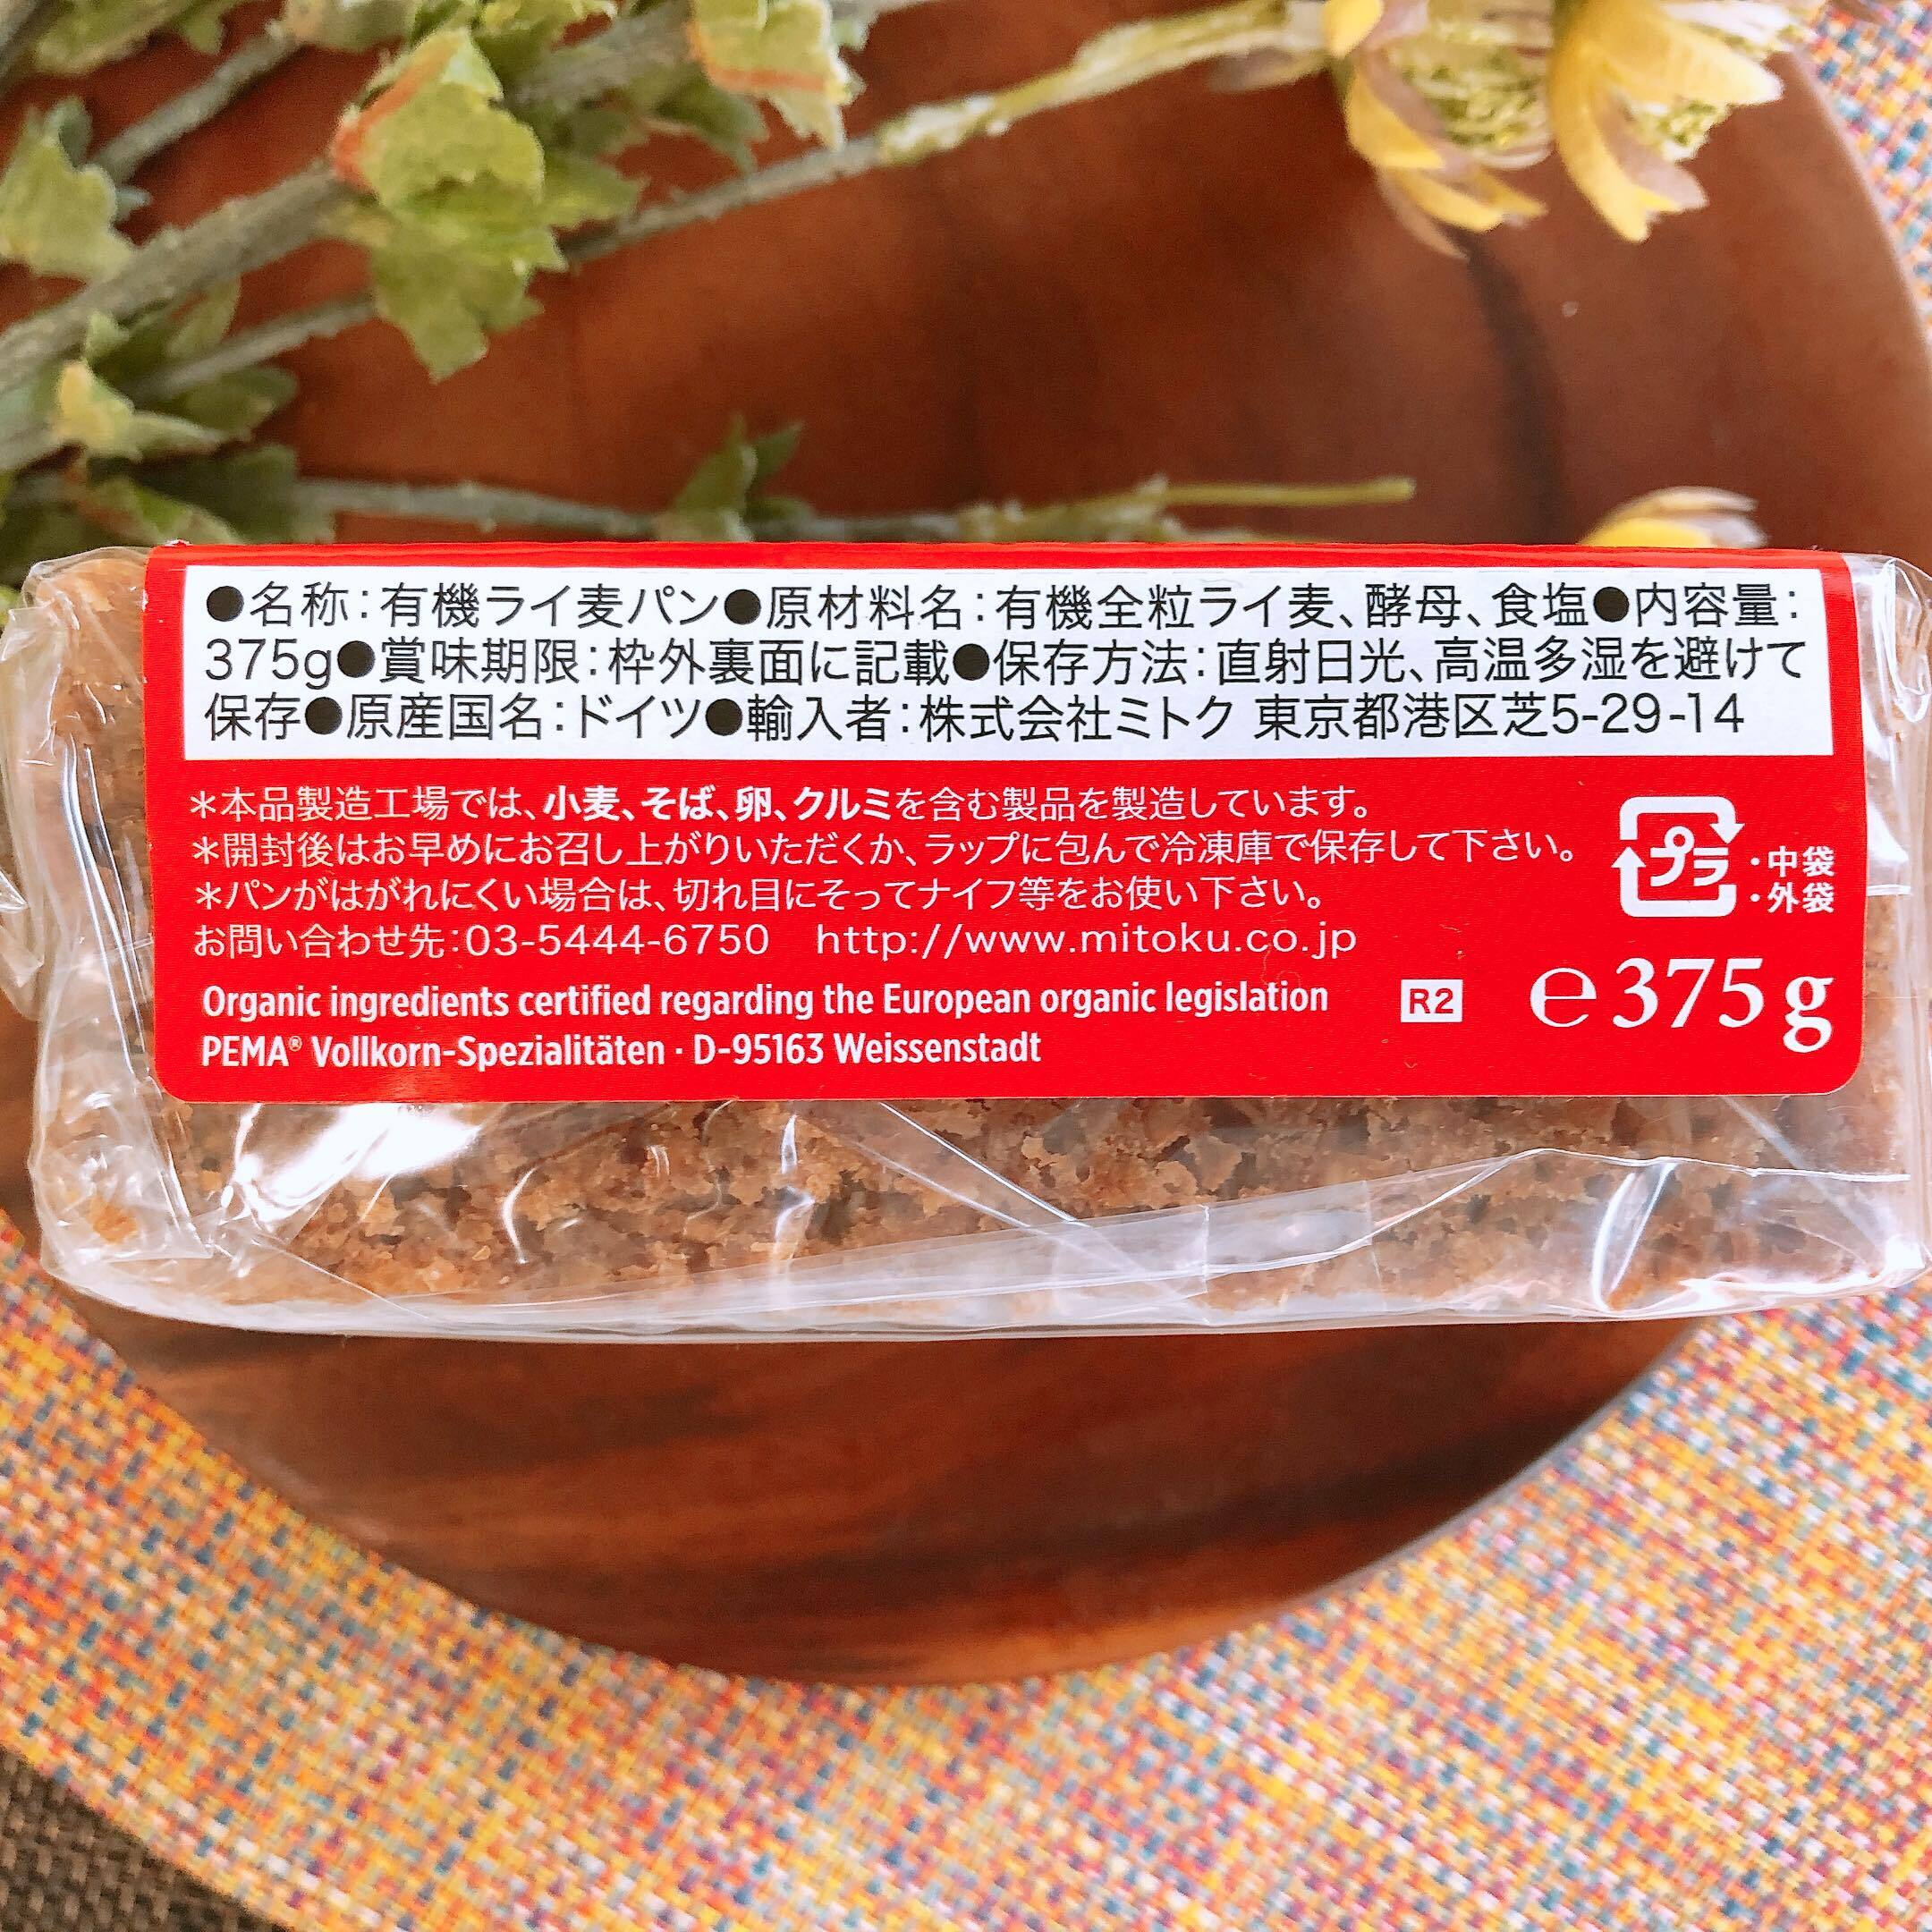 ●名称:有機ライ麦パン●原材料名:有機全粒ライ麦、酵母、食塩●内容量:
375g●賞味期限:枠外裏面に記載●保存方法:直射日光、高温多湿を避けて
保存●原産国名:ドイツ●輸入者:株式会社ミトク 東京都港区芝5-29-14
＊本品製造工場では、小麦、そば、卵、クルミを含む製品を製造しています。
＊開封後はお早めにお召し上がりいただくか、ラップに包んで冷凍庫で保存して下さい。
＊パンがはがれにくい場合は、切れ目にそってナイフ等をお使い下さい。
お問い合わせ先:03-5444-6750 http://www.mitoku.co.jp
プラ
・中袋
・外袋
Organic ingredients certified regarding the European organic legislation
PEMA® Vollkorn-Spezialitäten · D-95163 Weissenstadt
R2
℮375g